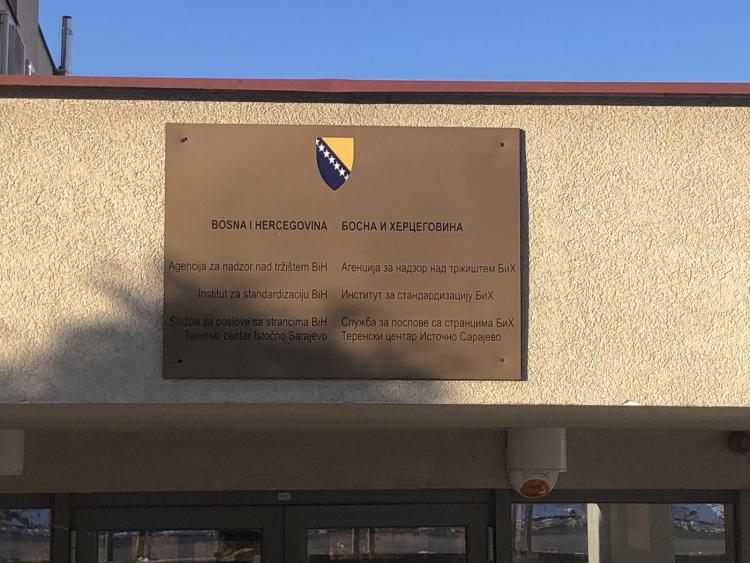 BOSNA I HERCEGOVINA
Agencija za nadzor nad tržištem BiH
Institut za standardizaciju BiH
Služba za poslove sa strancima BiH
Terenski centar Istočno Sarajevo
БОСНА И ХЕРЦЕГОВИНА
Агенција за надзор над тржиштем БиХ
Институт за стандардизацију БиХ
Служба за послове са странцима БиХ
Теренски центар Источно Сарајево